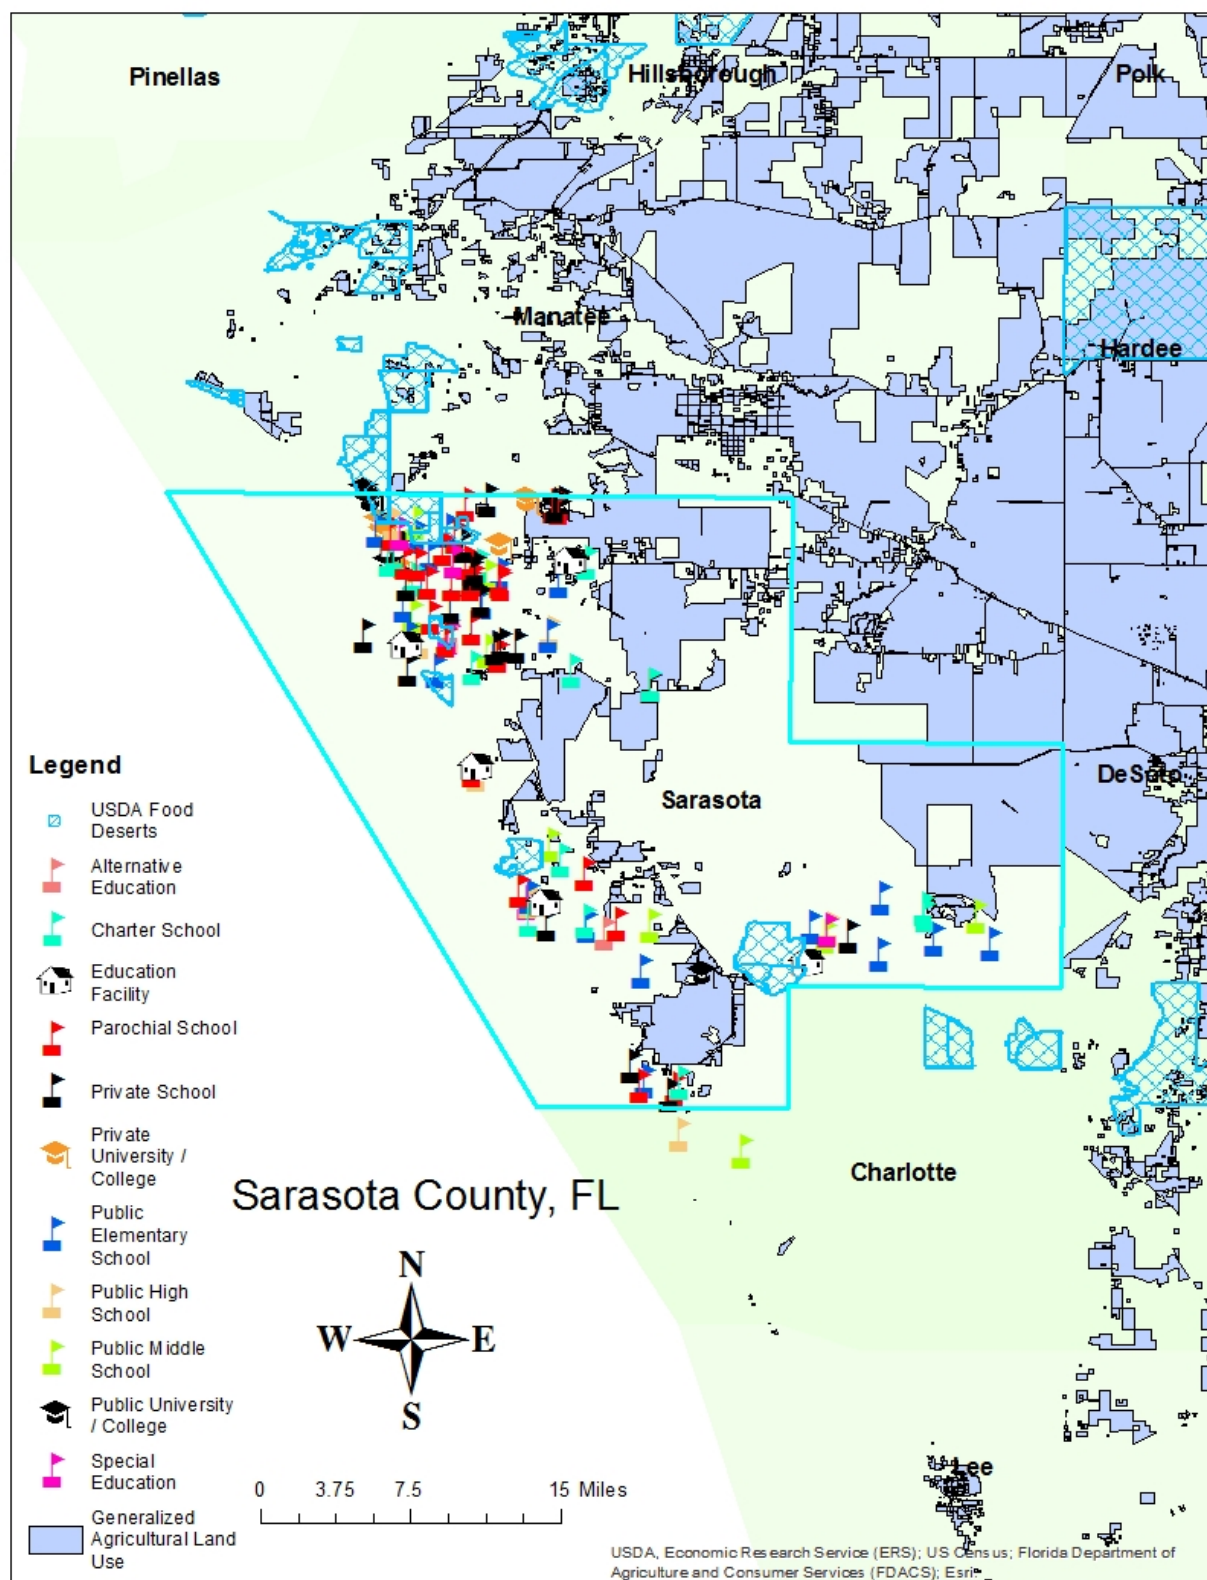 Pinellas
Hillsborough
Polk
Manatee
Hardee
Legend
USDA Food
Deserts
Alternative
Education
Charter School
Education
Facility
Parochial School
Private School
Private
University /
College
Public
Elementary
School
Public High
School
Public Middle
School
Public University
/ College
Special
Education
Generalized
Agricultural Land
Use
DeSoto
Sarasota
Charlotte
Sarasota County, FL
N
W
E
S
0 3.75 7.5 15 Miles
Lee
USDA, Economic Research Service (ERS); US Census; Florida Department of
Agriculture and Consumer Services (FDACS); Esri